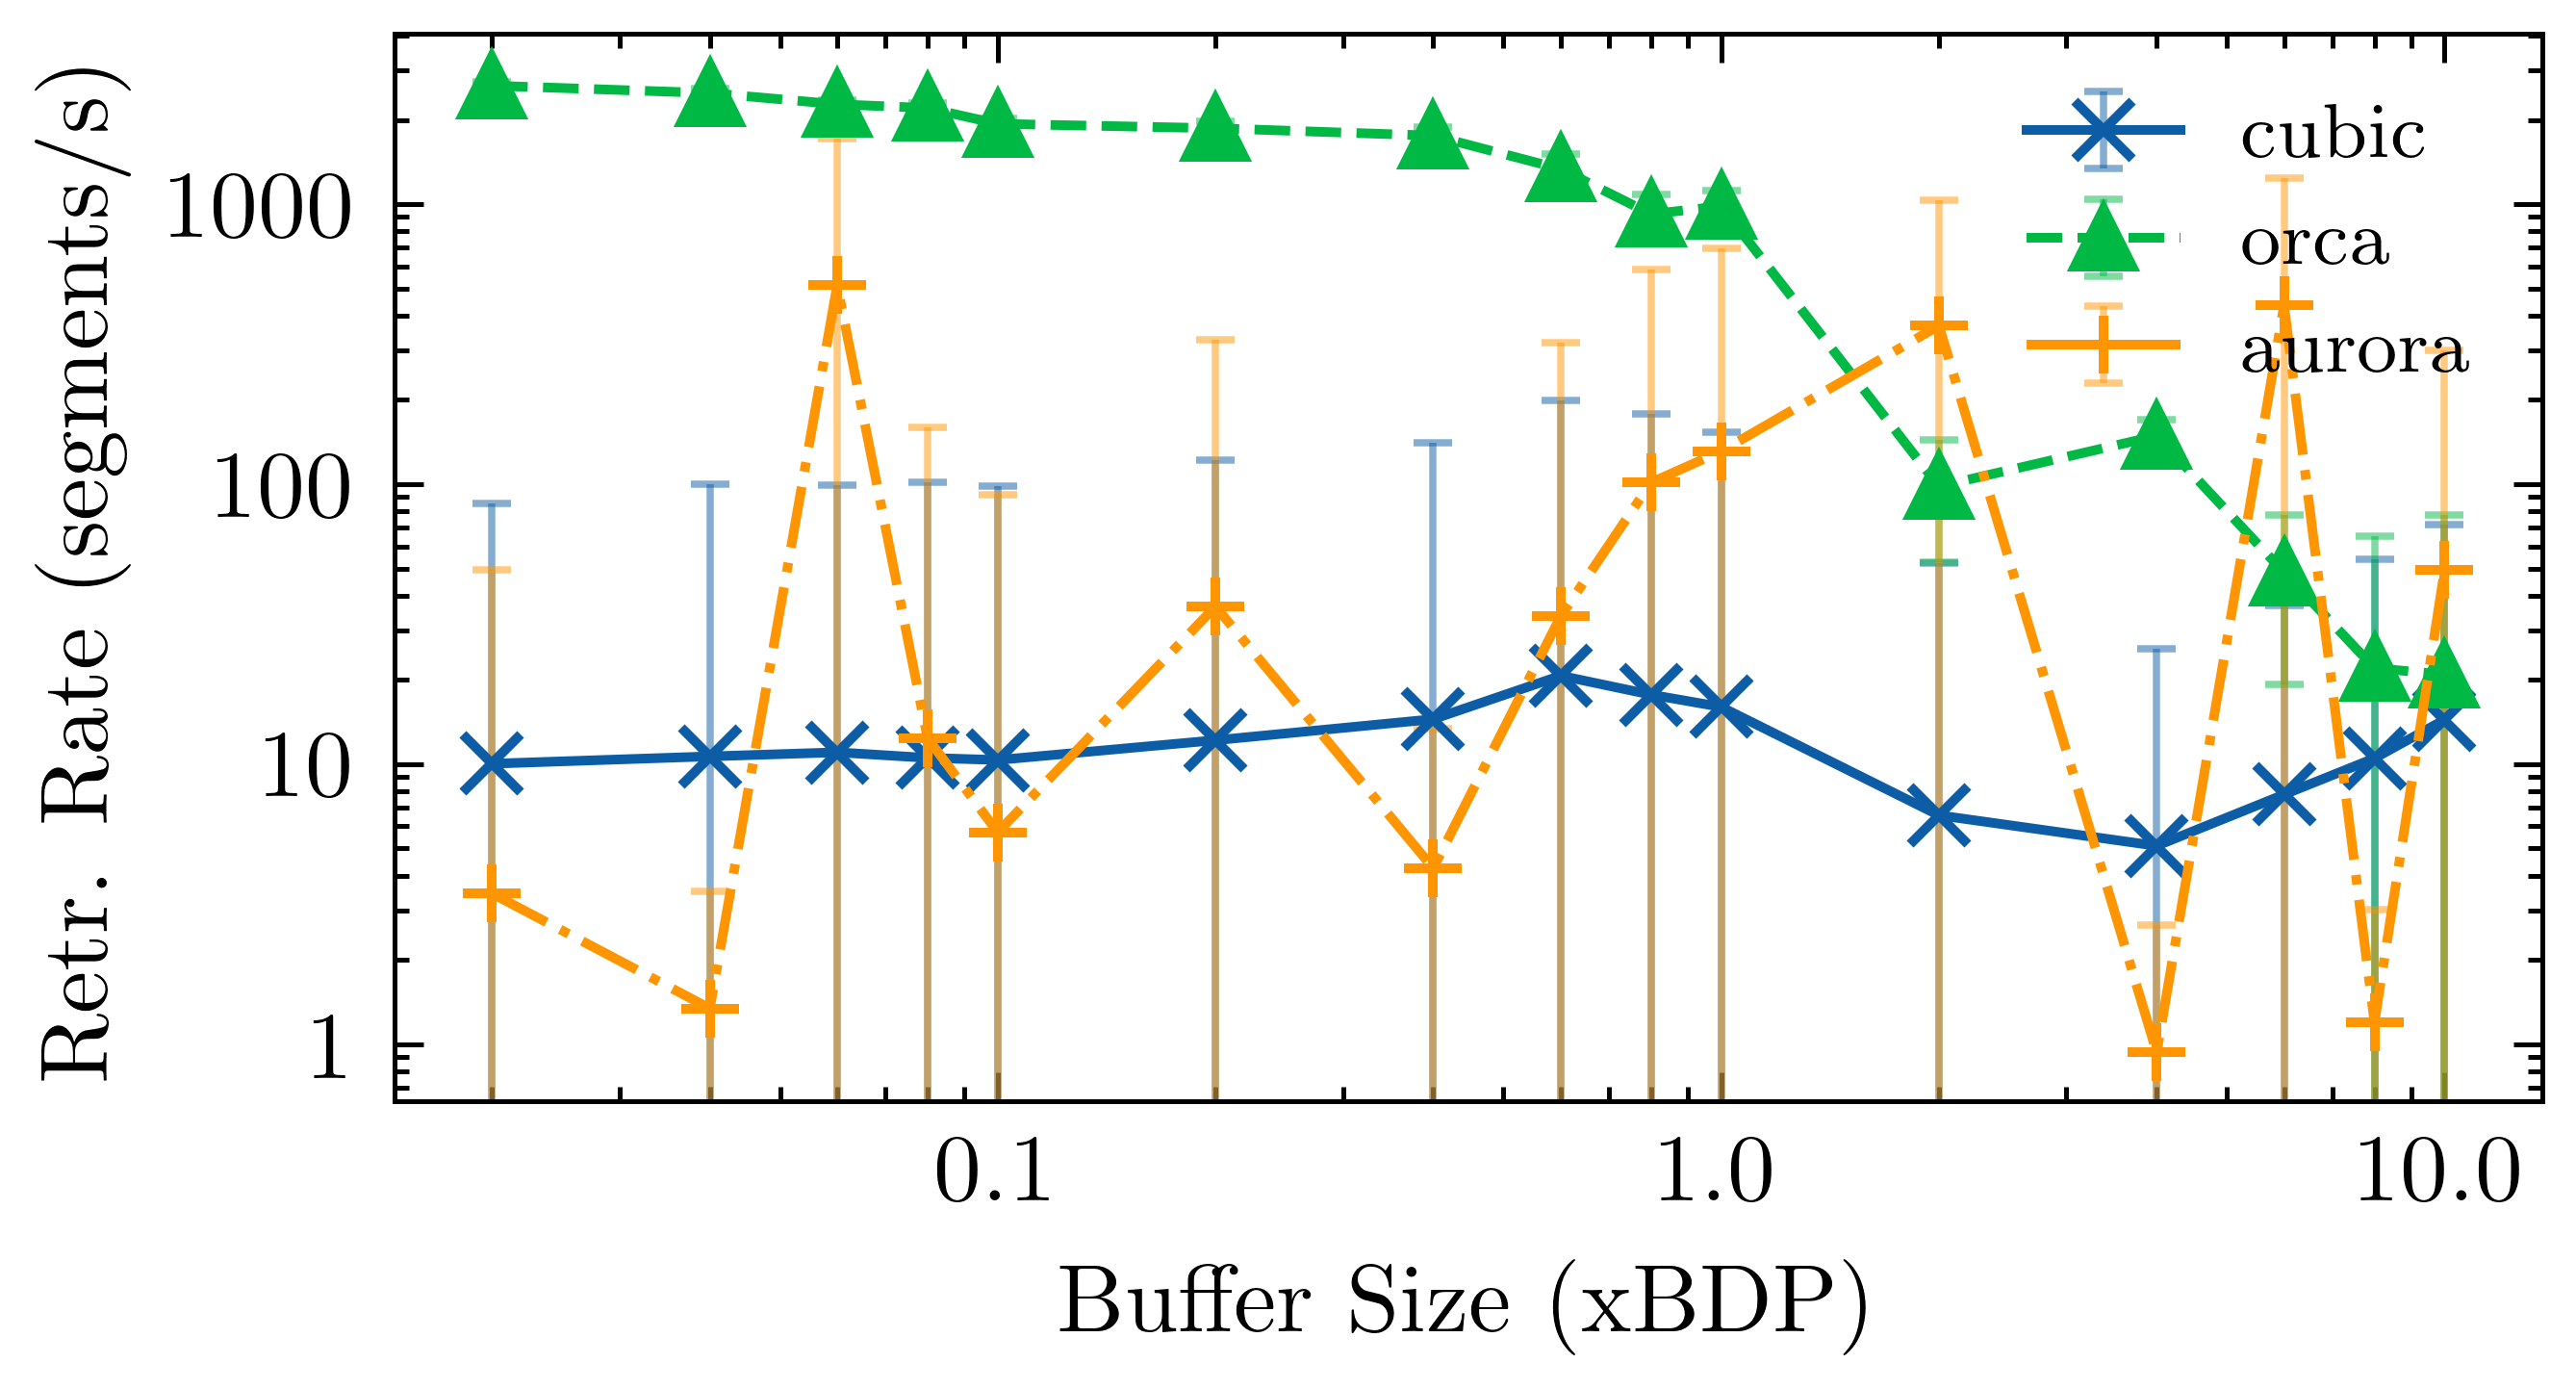 Retr. Rate (segments/s)
1000
100
10
1
cubic
orca
aurora
0.1 1.0 10.0
Buffer Size (xBDP)